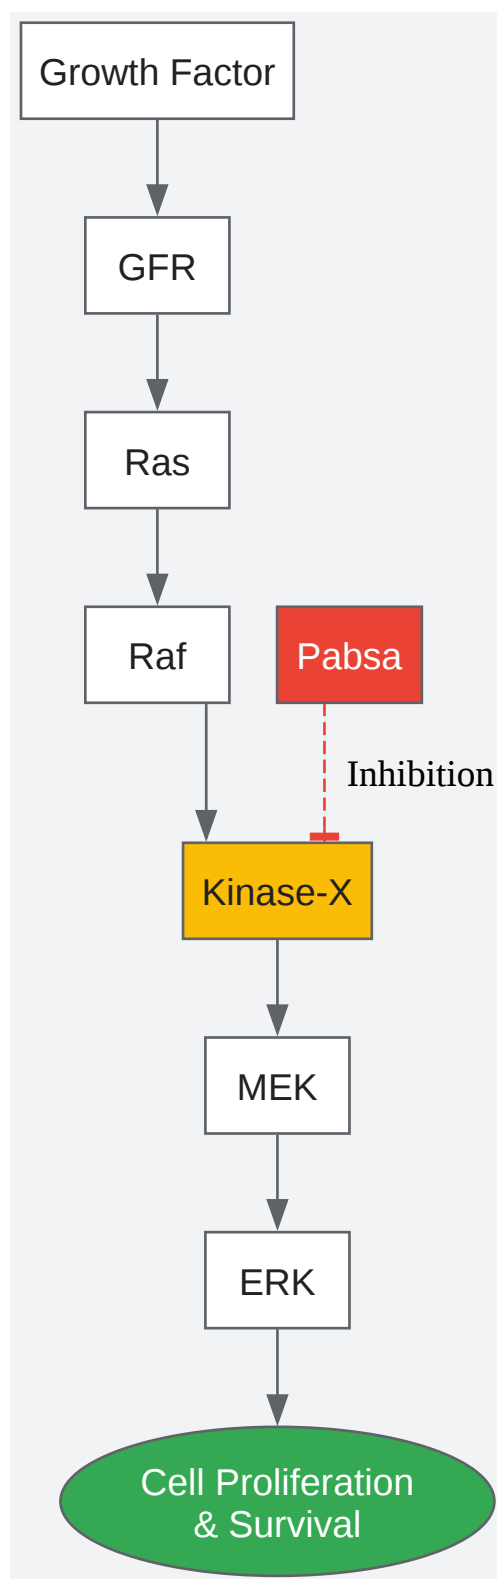 Growth Factor
GFR
Ras
Raf
Pabsa
Inhibition
Kinase-X
MEK
ERK
Cell Proliferation
& Survival